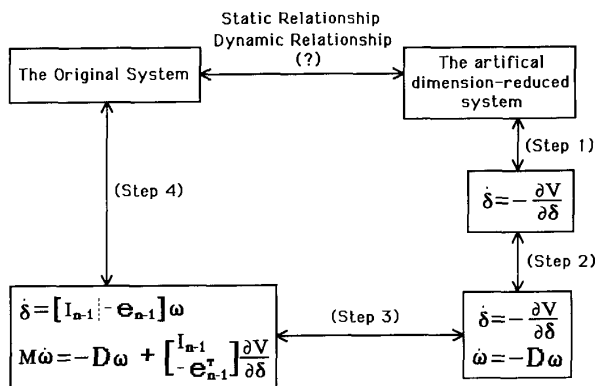 Static Relationship
Dynamic Relationship
(?)
The Original System
The artifical
dimension-reduced
system
(Step 1)
δ̇=−∂V/∂δ
(Step 2)
(Step 4)
δ̇=[I_{n-1} ⋮ −e_{n-1}]ω
Mω̇=−Dω + [I_{n-1} / −e^T_{n-1}] ∂V/∂δ
(Step 3)
δ̇=−∂V/∂δ
ω̇=−Dω